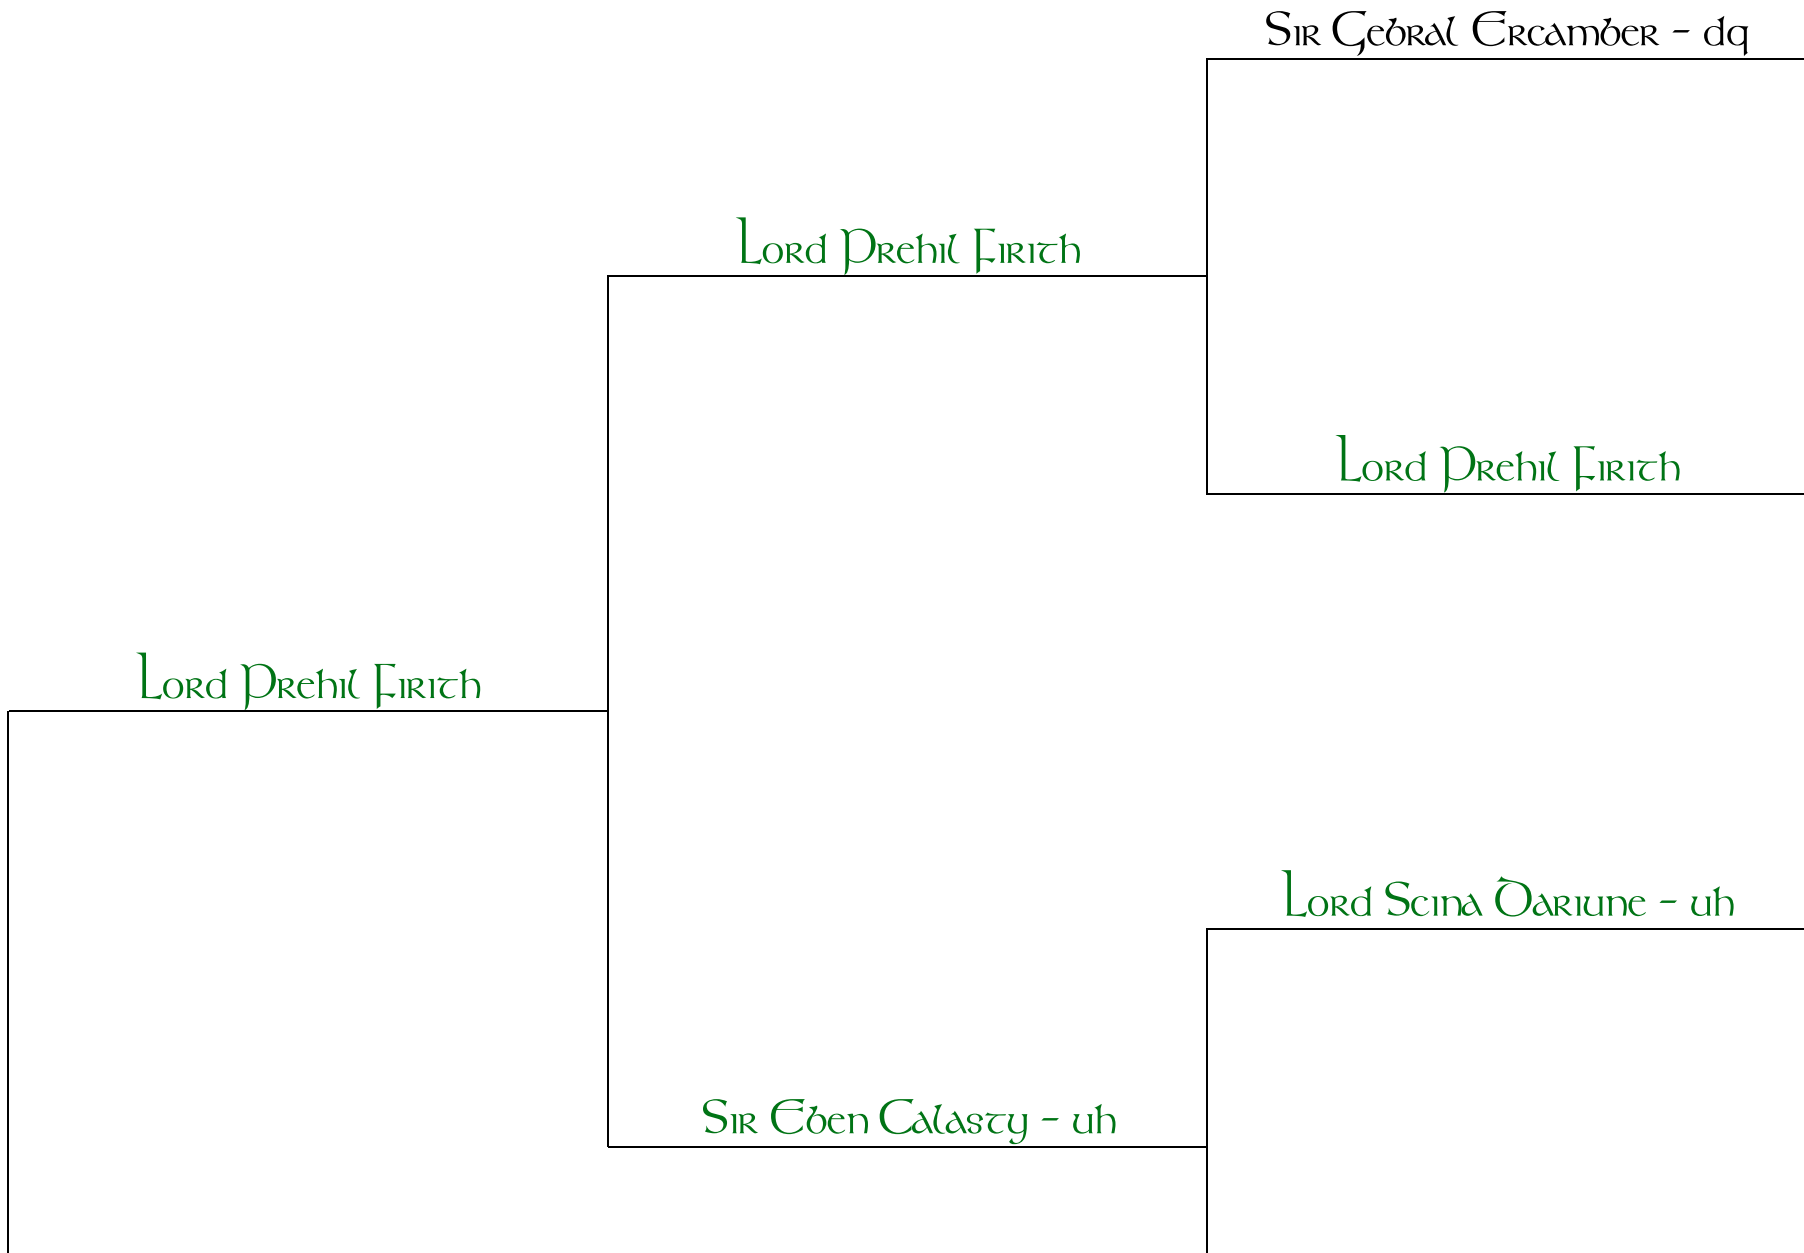 Sir Gebral Ercamber - dq
Lord Prehil Firith
Lord Prehil Firith
Lord Prehil Firith
Lord Scina Dariune - uh
Sir Eben Calasty - uh